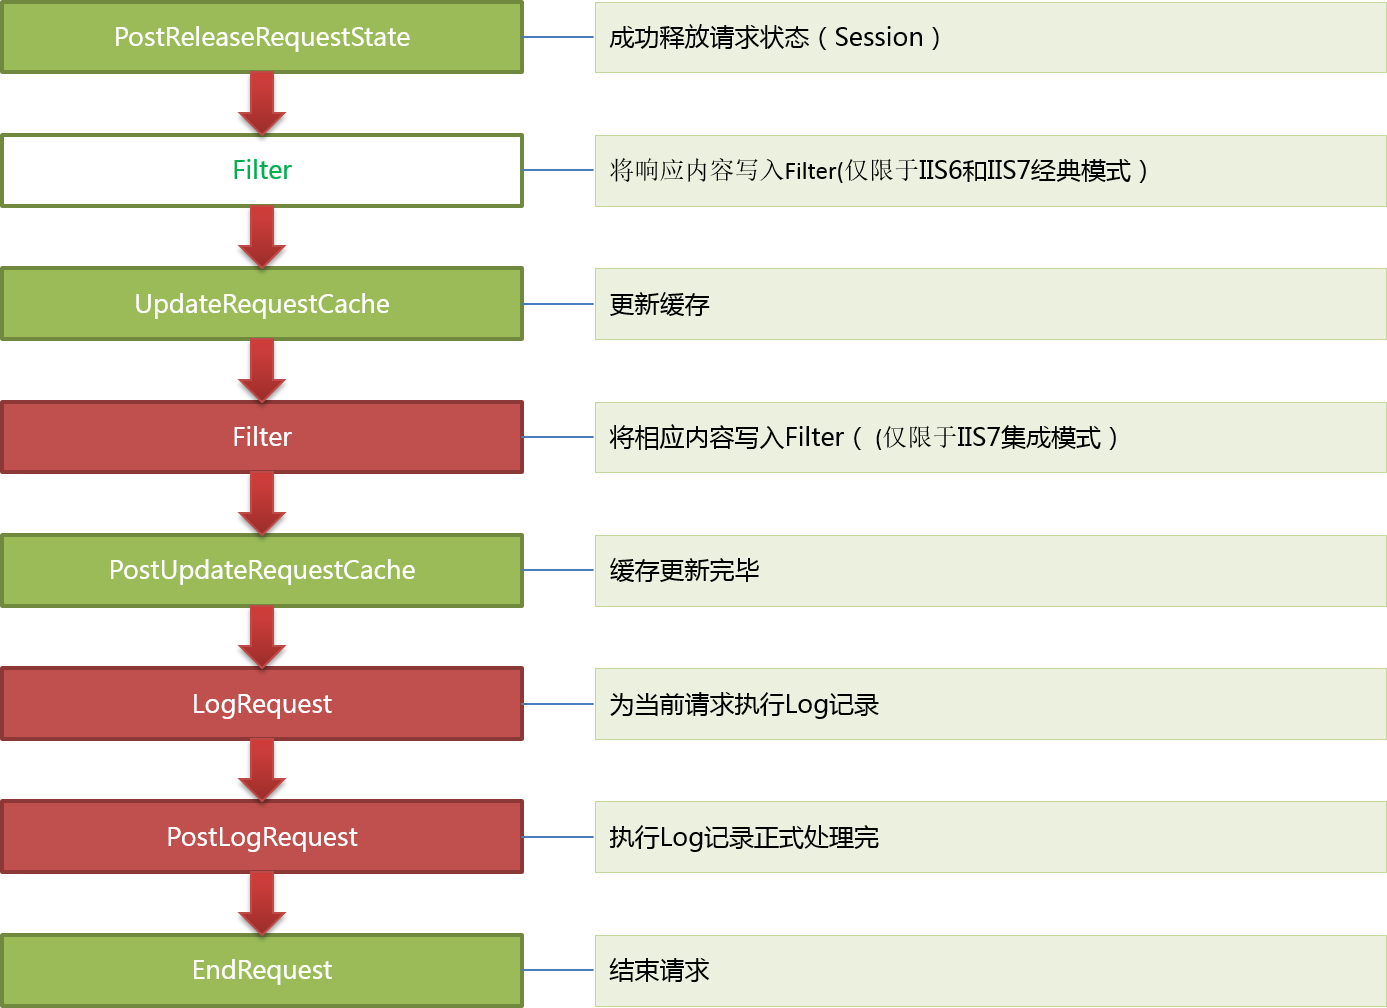 PostReleaseRequestState
成功释放请求状态（Session）
Filter
将响应内容写入Filter(仅限于IIS6和IIS7经典模式）
UpdateRequestCache
更新缓存
Filter
将相应内容写入Filter（ (仅限于IIS7集成模式）
PostUpdateRequestCache
缓存更新完毕
LogRequest
为当前请求执行Log记录
PostLogRequest
执行Log记录正式处理完
EndRequest
结束请求